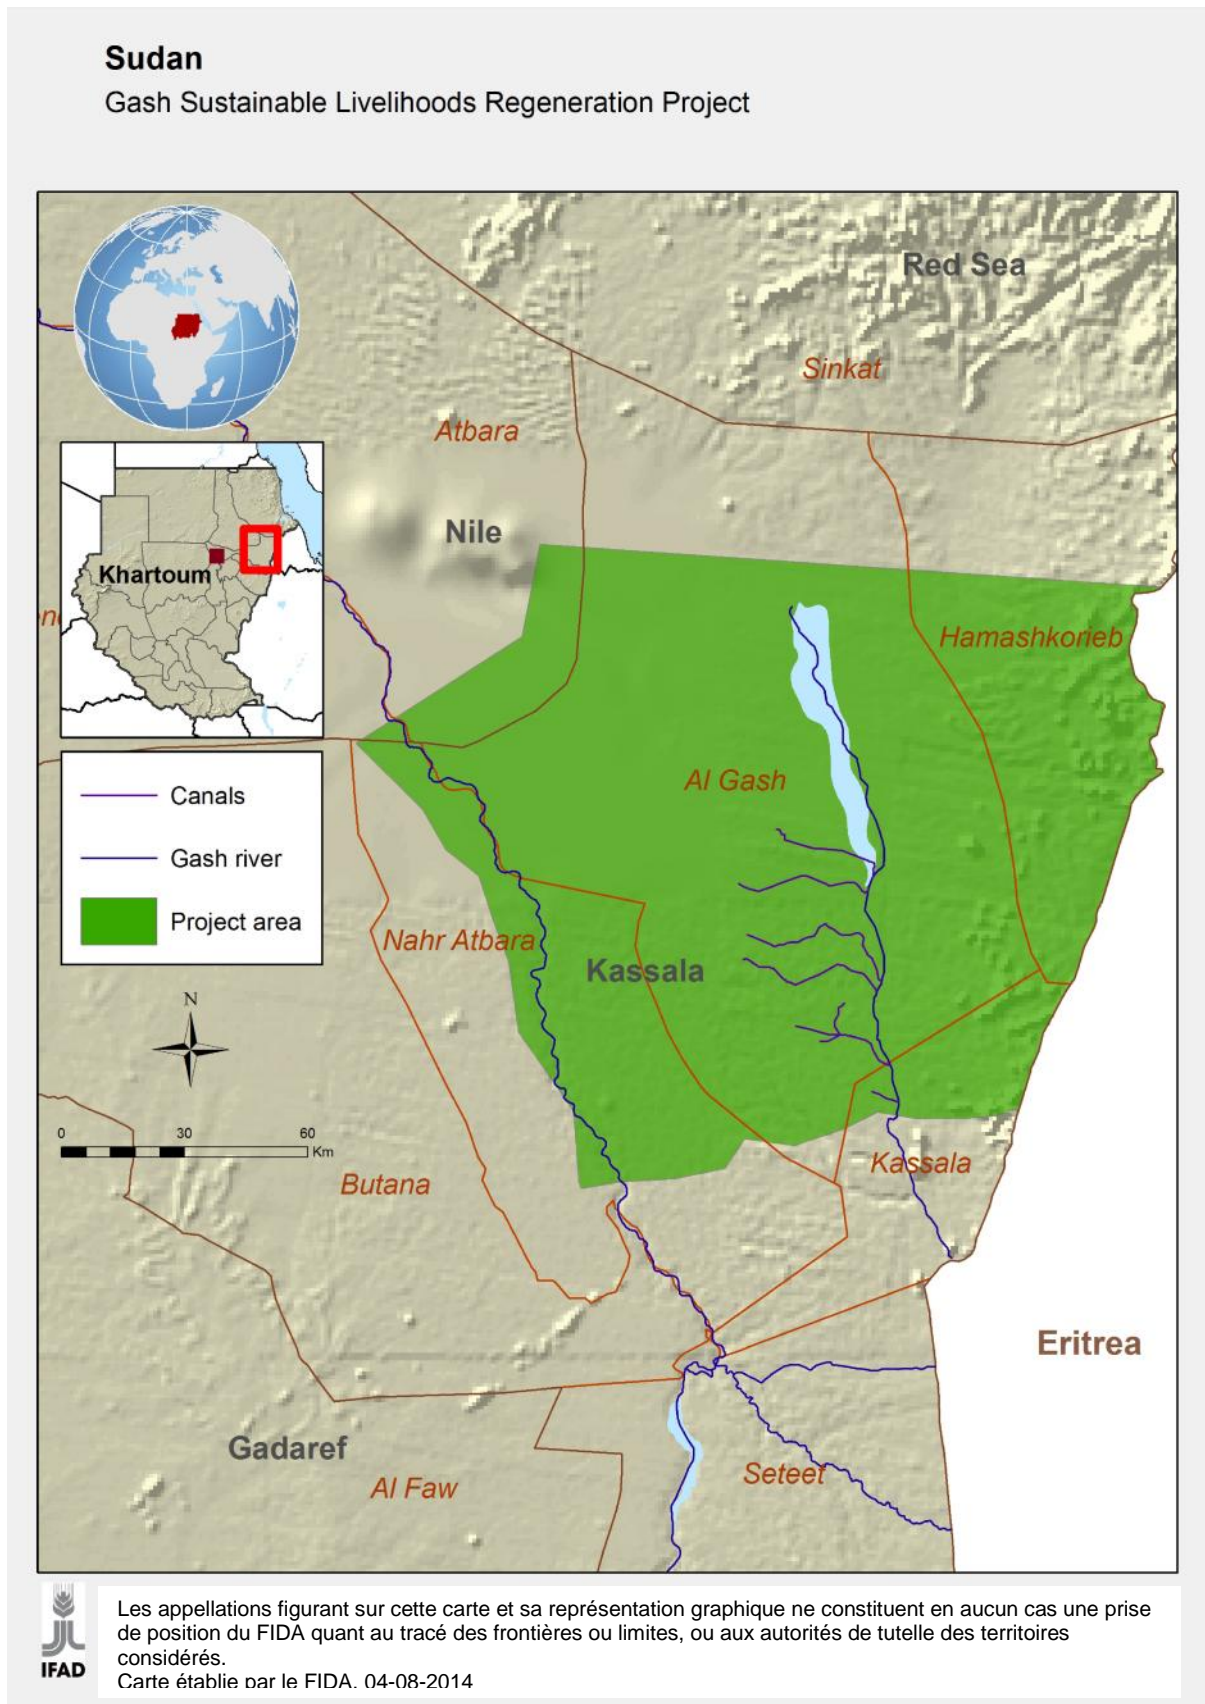 Sudan
Gash Sustainable Livelihoods Regeneration Project
Red Sea
Sinkat
Atbara
Nile
Khartoum
Hamashkorieb
Al Gash
Canals
Gash river
Project area
Nahr Atbara
Kassala
N
0 30 60
Km
Kassala
Butana
Eritrea
Gadaref
Seteet
Al Faw
Les appellations figurant sur cette carte et sa représentation graphique ne constituent en aucun cas une prise
de position du FIDA quant au tracé des frontières ou limites, ou aux autorités de tutelle des territoires
considérés.
IFAD
Carte établie par le FIDA. 04-08-2014